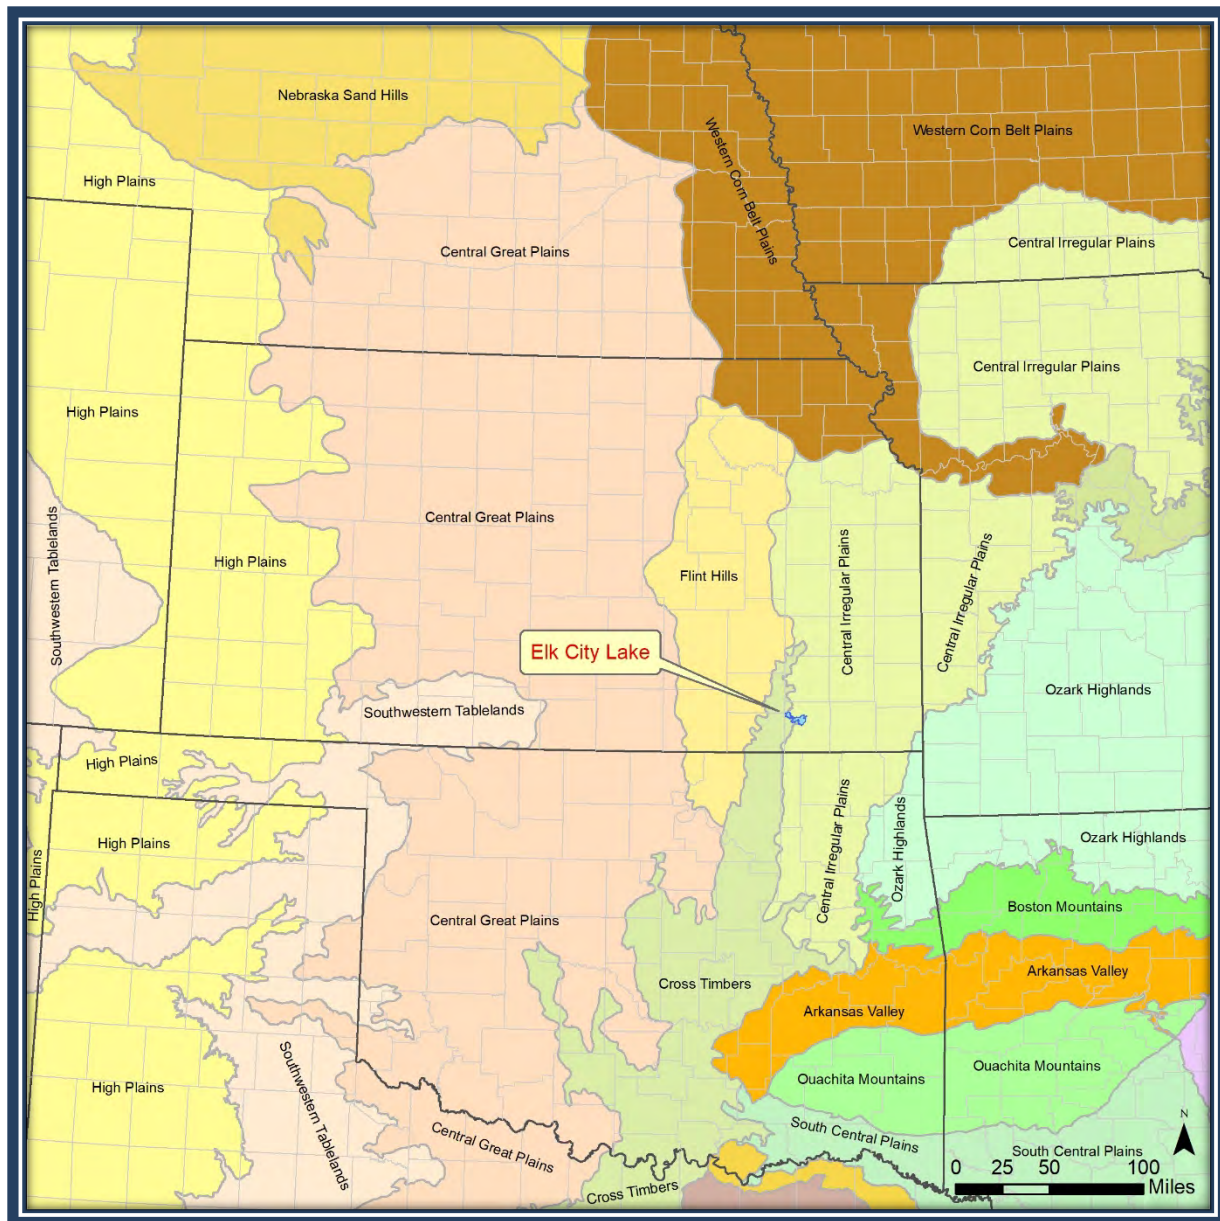 Nebraska Sand Hills
Western Corn Belt Plains
Western Corn Belt Plains
High Plains
Central Great Plains
Central Irregular Plains
Central Irregular Plains
High Plains
Central Great Plains
Southwestern Tablelands
High Plains
Flint Hills
Central Irregular Plains
Central Irregular Plains
Elk City Lake
Ozark Highlands
Southwestern Tablelands
High Plains
High Plains
High Plains
Central Irregular Plains
Ozark Highlands
Ozark Highlands
Central Great Plains
Boston Mountains
Cross Timbers
Arkansas Valley
Arkansas Valley
High Plains
Southwestern Tablelands
Ouachita Mountains
Ouachita Mountains
Central Great Plains
South Central Plains
South Central Plains
Cross Timbers
N
0 25 50 100
Miles